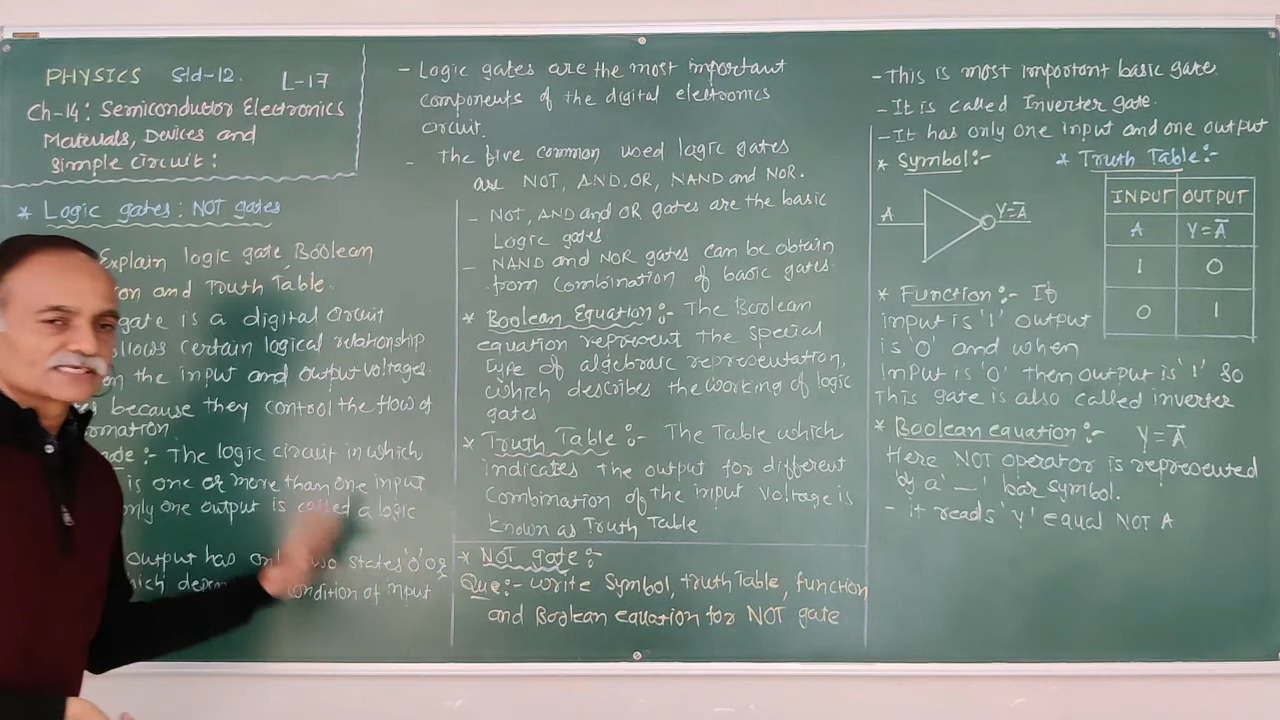 PHYSICS Std-12. L-17
Ch-14: Semiconductor Electronics
Materials, Devices and
Simple circuit:
* Logic gates: NOT gates
Explain logic gate, Boolean
on and Truth Table.
gate is a digital circuit
llows certain logical relationship
n the input and output voltages.
because they control the flow of
ormation.
ate :- The logic circuit in which
is one or more than one input
only one output is called a logic
Output has only two states '0' or
hich depend condition of input
- Logic gates are the most important
components of the digital electronics
circuit.
- the five common used logic gates
are NOT, AND, OR, NAND and NOR.
- NOT, AND and OR gates are the basic
Logic gates
- NAND and NOR gates can be obtain
from combination of basic gates
* Boolean Equation :- The Boolean
equation represent the special
type of algebraic representation,
which describes the working of logic
gates
* Truth Table :- The Table which
indicates the output for different
Combination of the input voltage is
known as Truth Table
* NOT gate :-
Que :- write symbol, truth Table, function
and Boolean equation for NOT gate
- This is most important basic gate.
- It is called Inverter gate.
- It has only one input and one output
* Symbol :-
A Y=A̅
* Truth Table :-
INPUT OUTPUT
A Y=A̅
1 0
0 1
* Function :- If
input is '1' output
is '0' and when
input is '0' then output is '1' so
This gate is also called inverter
* Boolean equation :- Y=A̅
Here NOT operator is represented
by a '—' bar symbol.
- it reads 'Y' equal NOT A